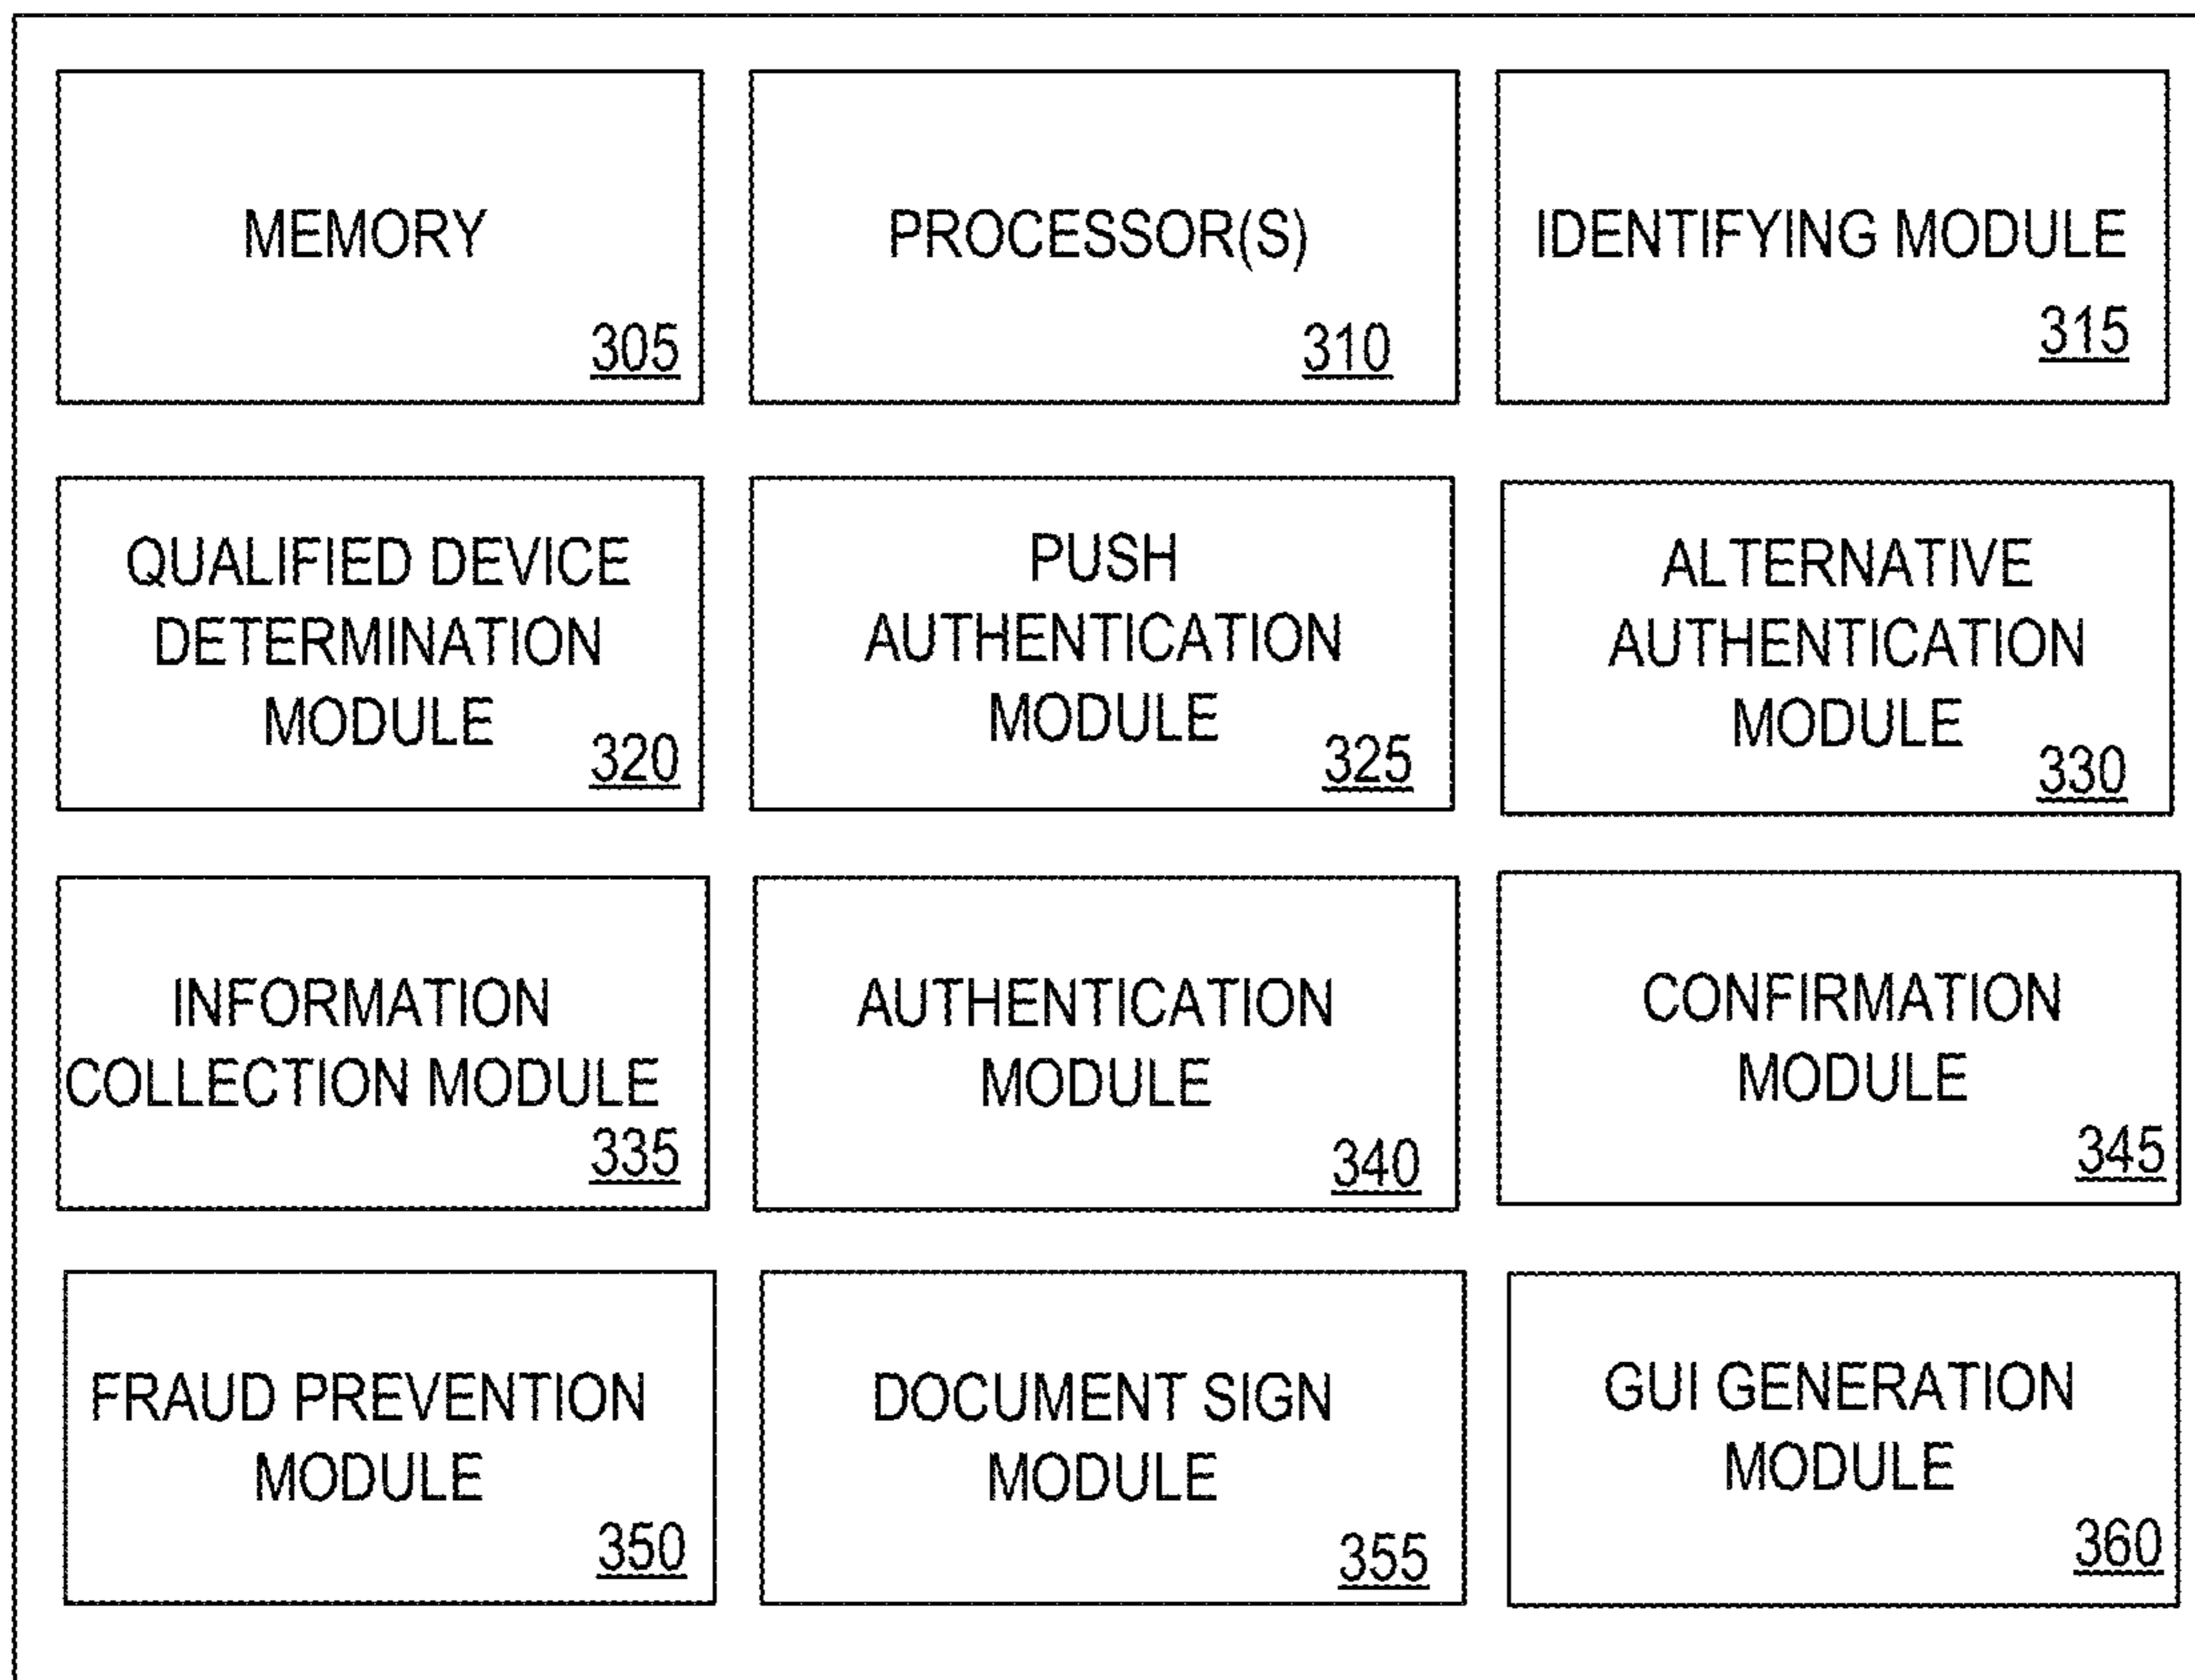 MEMORY
305
PROCESSOR(S)
310
IDENTIFYING MODULE
315
QUALIFIED DEVICE
DETERMINATION
MODULE
320
PUSH
AUTHENTICATION
MODULE
325
ALTERNATIVE
AUTHENTICATION
MODULE
330
INFORMATION
COLLECTION MODULE
335
AUTHENTICATION
MODULE
340
CONFIRMATION
MODULE
345
FRAUD PREVENTION
MODULE
350
DOCUMENT SIGN
MODULE
355
GUI GENERATION
MODULE
360